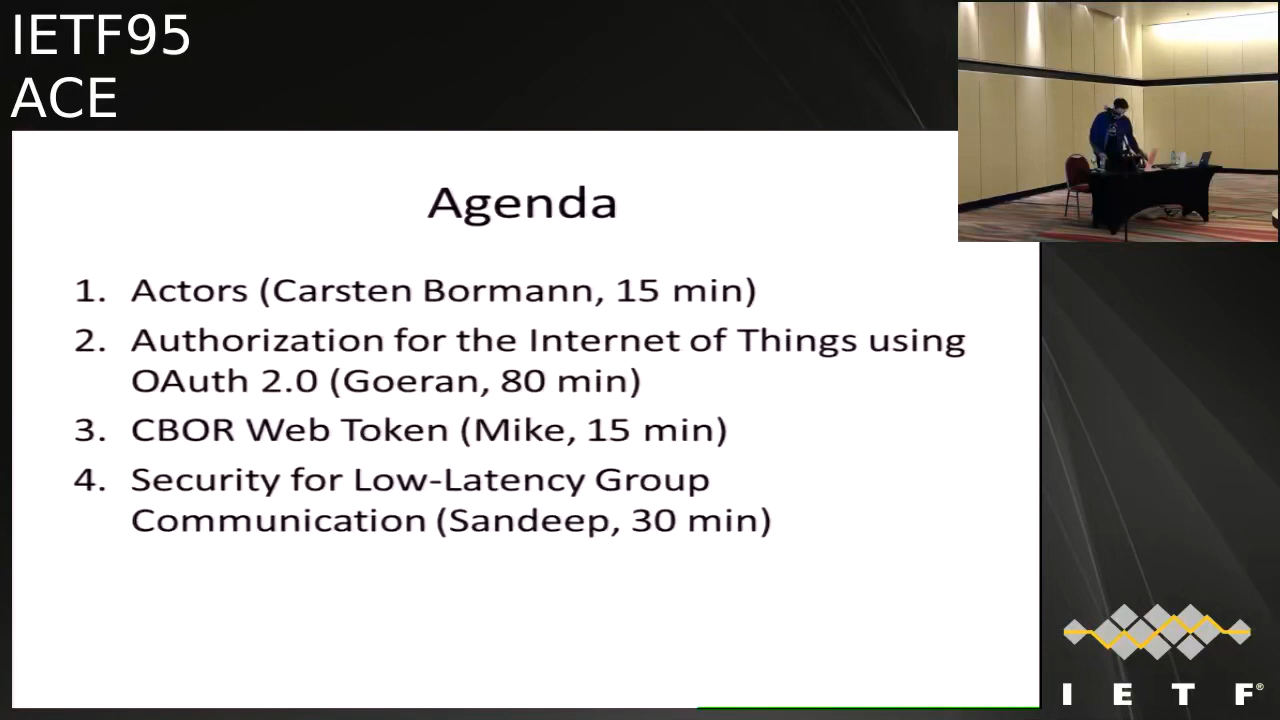 IETF95
ACE
Agenda
1. Actors (Carsten Bormann, 15 min)
2. Authorization for the Internet of Things using
OAuth 2.0 (Goeran, 80 min)
3. CBOR Web Token (Mike, 15 min)
4. Security for Low-Latency Group
Communication (Sandeep, 30 min)
I E T F®